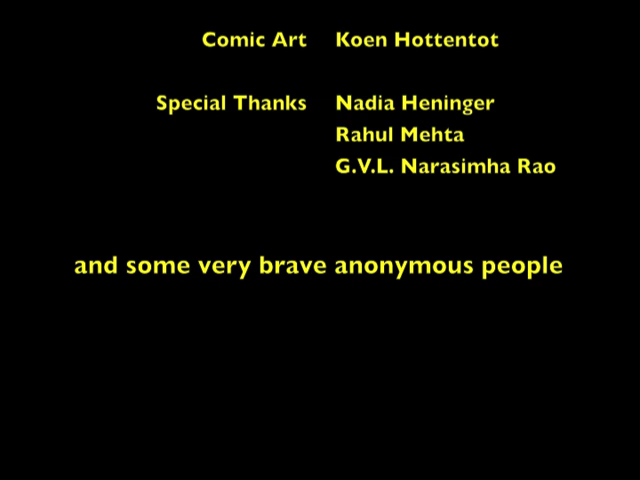 Comic Art Koen Hottentot
Special Thanks Nadia Heninger
Rahul Mehta
G.V.L. Narasimha Rao
and some very brave anonymous people